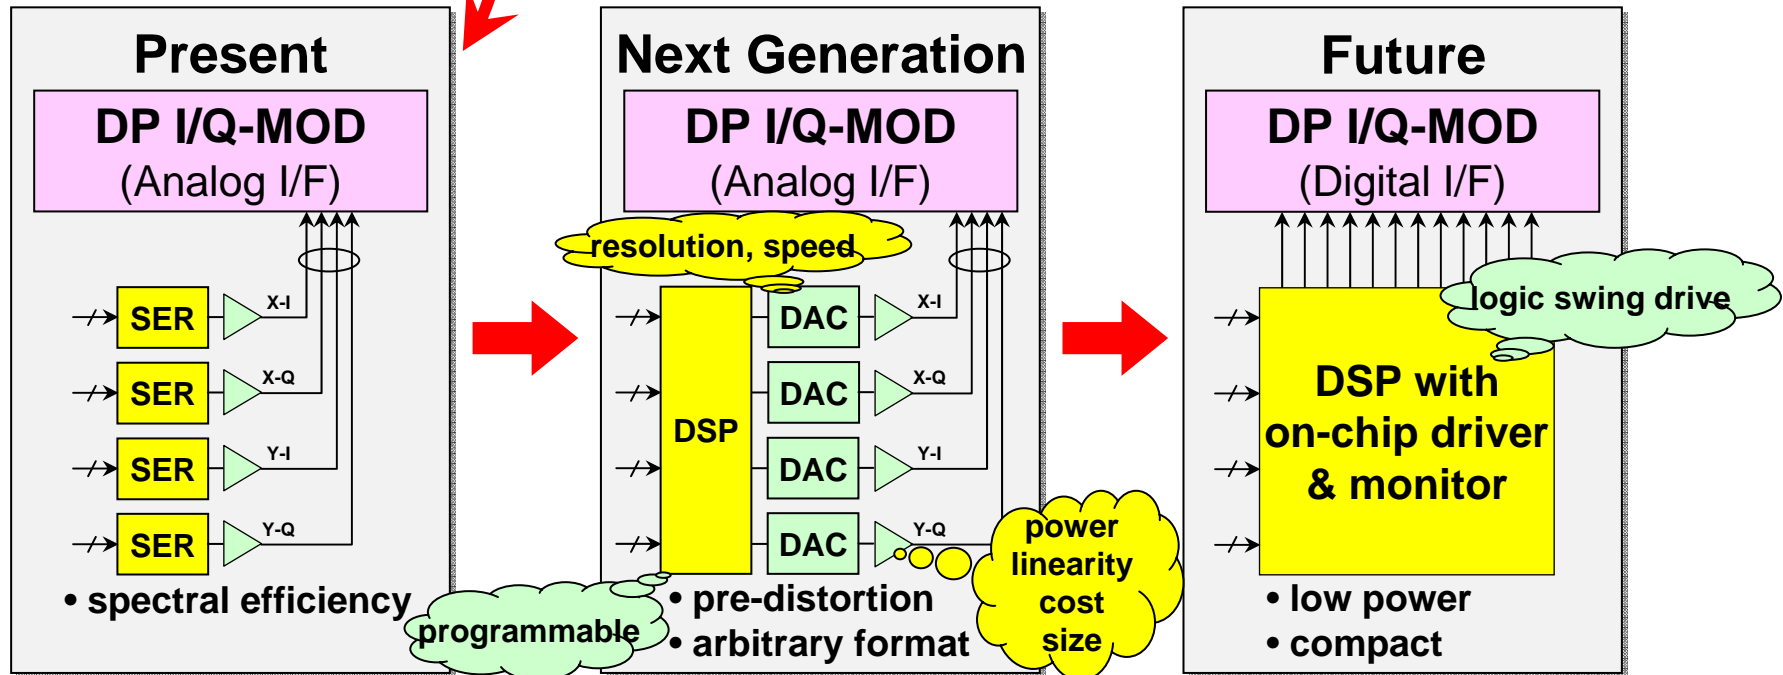 Present
DP I/Q-MOD
(Analog I/F)
SER
X-I
SER
X-Q
SER
Y-I
SER
Y-Q
• spectral efficiency
programmable
Next Generation
DP I/Q-MOD
(Analog I/F)
resolution, speed
DSP
DAC
X-I
DAC
X-Q
DAC
Y-I
DAC
Y-Q
power
linearity
cost
size
• pre-distortion
• arbitrary format
Future
DP I/Q-MOD
(Digital I/F)
logic swing drive
DSP with
on-chip driver
& monitor
• low power
• compact